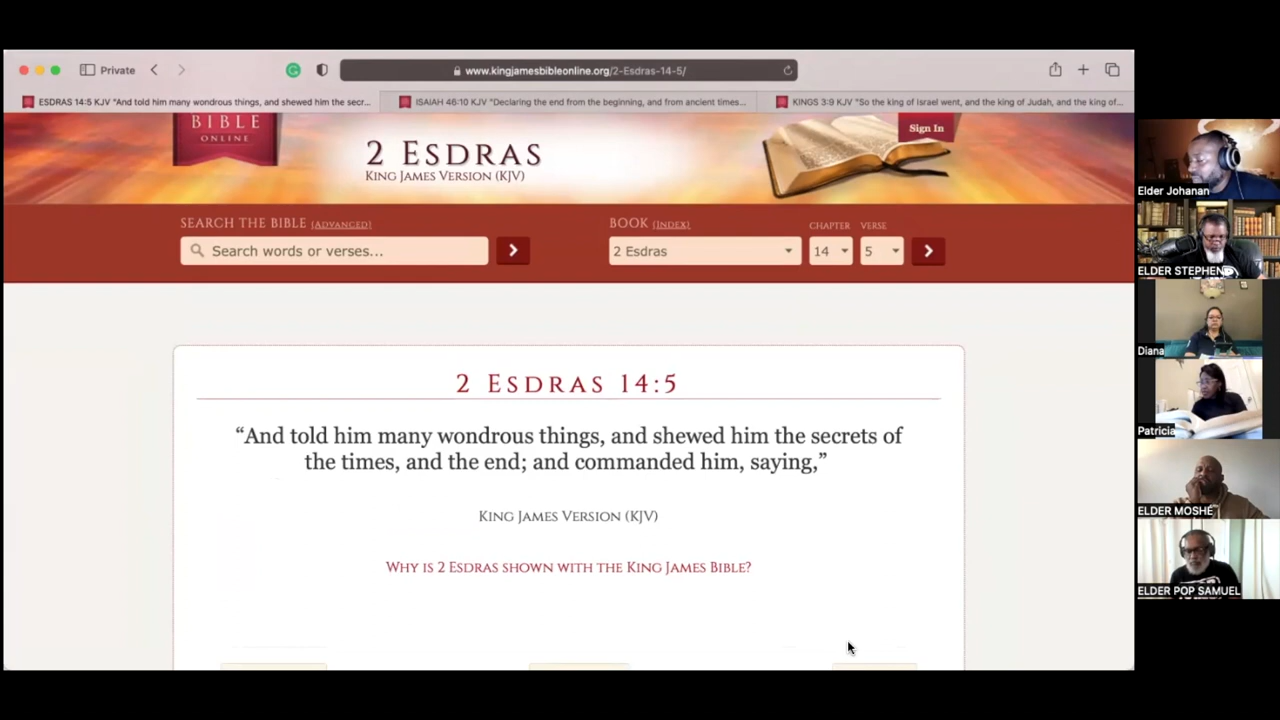 Private
www.kingjamesbibleonline.org/2-Esdras-14-5/
ESDRAS 14:5 KJV "And told him many wondrous things, and shewed him the secr...
ISAIAH 46:10 KJV "Declaring the end from the beginning, and from ancient times...
KINGS 3:9 KJV "So the king of Israel went, and the king of Judah, and the king of...
BIBLE
ONLINE
2 ESDRAS
KING JAMES VERSION (KJV)
Sign In
SEARCH THE BIBLE [ADVANCED]
BOOK [INDEX]
CHAPTER
VERSE
Search words or verses...
2 Esdras
14
5
2 ESDRAS 14:5
“And told him many wondrous things, and shewed him the secrets of
the times, and the end; and commanded him, saying,”
KING JAMES VERSION (KJV)
WHY IS 2 ESDRAS SHOWN WITH THE KING JAMES BIBLE?
Elder Johanan
ELDER STEPHEN
Diana
Patricia
ELDER MOSHÉ
ELDER POP SAMUEL